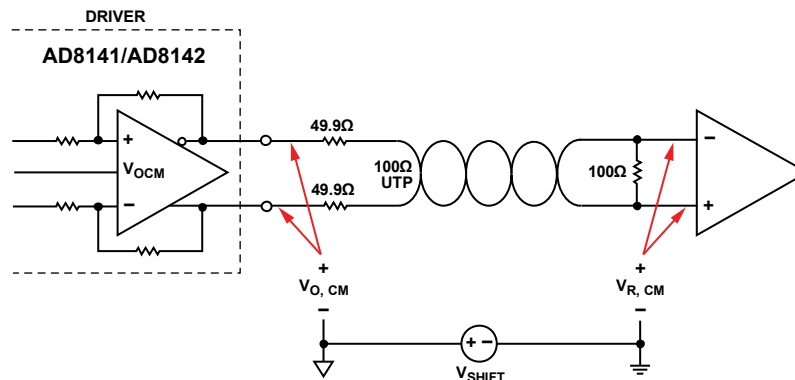 DRIVER
AD8141/AD8142
+
VOCM
−
49.9Ω
49.9Ω
100Ω
UTP
100Ω
−
+
+
VO, CM
−
+
VR, CM
−
+ −
VSHIFT